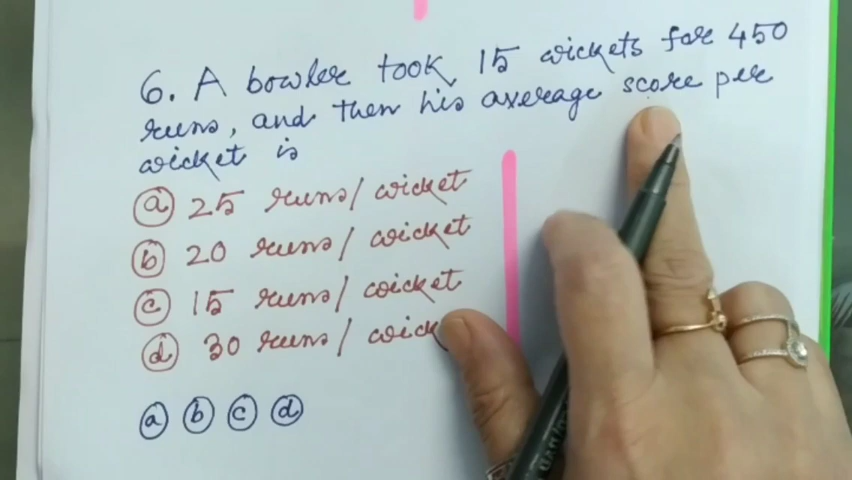 6. A bowler took 15 wickets for 450
runs, and then his average score per
wicket is
a 25 runs/ wicket
b 20 runs/ wicket
c 15 runs/ wicket
d 30 runs/
a b c d